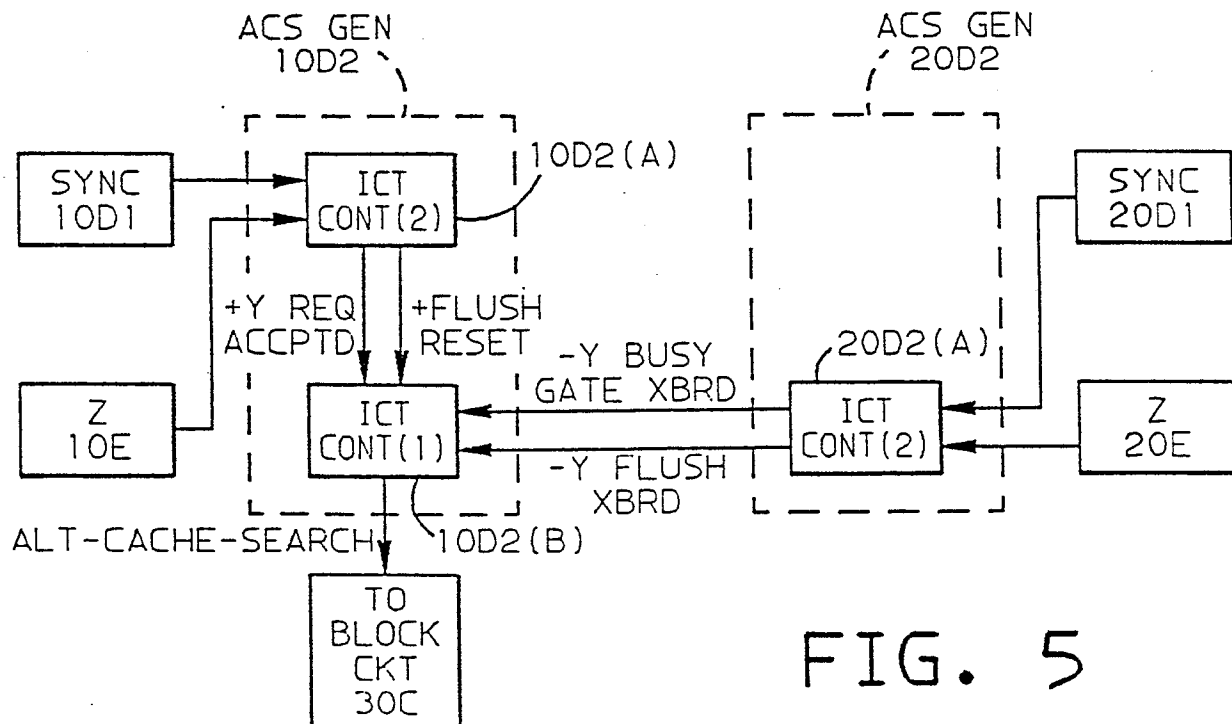 ACS GEN
10D2
ACS GEN
20D2
SYNC
10D1
ICT
CONT(2)
10D2(A)
SYNC
20D1
+Y REQ
ACCPTD
+FLUSH
RESET
-Y BUSY
GATE XBRD
20D2(A)
Z
10E
ICT
CONT(1)
ICT
CONT(2)
Z
20E
-Y FLUSH
XBRD
ALT-CACHE-SEARCH
10D2(B)
TO
BLOCK
CKT
30C
FIG. 5